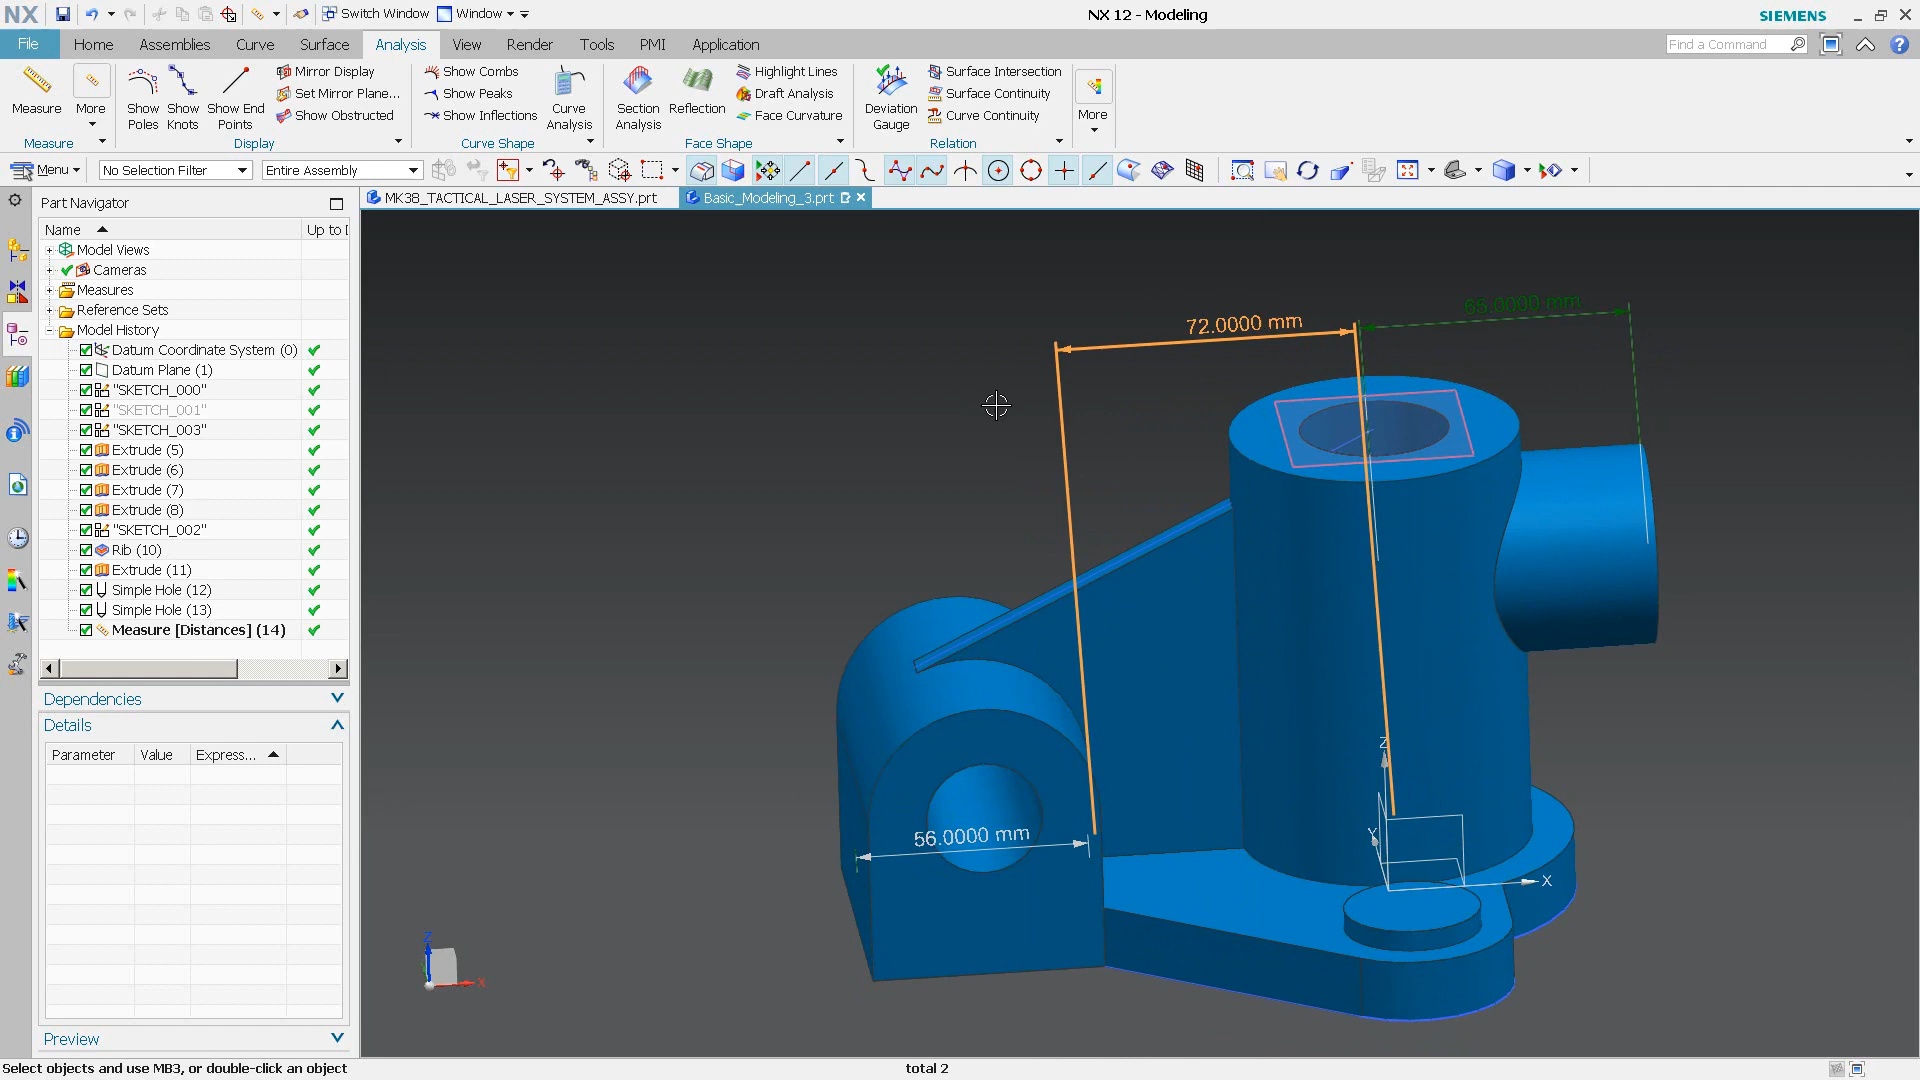 NX
Switch Window
Window
NX 12 - Modeling
SIEMENS
File
Home
Assemblies
Curve
Surface
Analysis
View
Render
Tools
PMI
Application
Find a Command
Measure
More
Show Poles
Show Knots
Show End Points
Mirror Display
Set Mirror Plane...
Show Obstructed
Show Combs
Show Peaks
Show Inflections
Curve Analysis
Section Analysis
Reflection
Highlight Lines
Draft Analysis
Face Curvature
Deviation Gauge
Surface Intersection
Surface Continuity
Curve Continuity
More
Measure
Display
Curve Shape
Face Shape
Relation
Menu
No Selection Filter
Entire Assembly
Part Navigator
MK38_TACTICAL_LASER_SYSTEM_ASSY.prt
Basic_Modeling_3.prt
Name
Up to
Model Views
Cameras
Measures
Reference Sets
Model History
Datum Coordinate System (0)
Datum Plane (1)
"SKETCH_000"
"SKETCH_001"
"SKETCH_003"
Extrude (5)
Extrude (6)
Extrude (7)
Extrude (8)
"SKETCH_002"
Rib (10)
Extrude (11)
Simple Hole (12)
Simple Hole (13)
Measure [Distances] (14)
Dependencies
Details
Parameter
Value
Express...
Preview
72.0000 mm
65.0000 mm
56.0000 mm
Z
Y
X
Z
X
Select objects and use MB3, or double-click an object
total 2